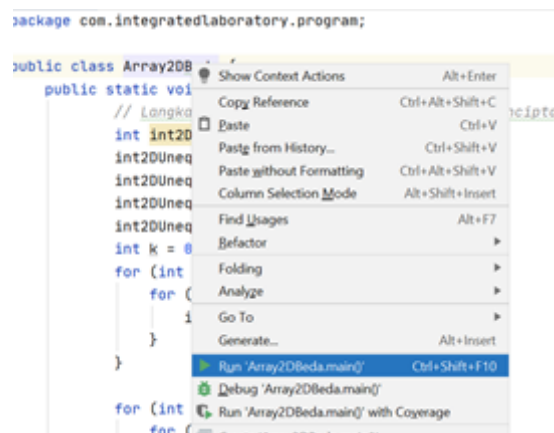 package com.integratedlaboratory.program;
public class Array2DB
public static voi
// Langka
int int2D
int2DUneq
int2DUneq
int2DUneq
int2DUneq
int k = 0
for (int
for (
i
}
}
for (int
for (
Show Context Actions Alt+Enter
Copy Reference Ctrl+Alt+Shift+C
Paste Ctrl+V
Paste from History... Ctrl+Shift+V
Paste without Formatting Ctrl+Alt+Shift+V
Column Selection Mode Alt+Shift+Insert
Find Usages Alt+F7
Refactor
Folding
Analyze
Go To
Generate... Alt+Insert
Run 'Array2DBeda.main()' Ctrl+Shift+F10
Debug 'Array2DBeda.main()'
Run 'Array2DBeda.main()' with Coverage